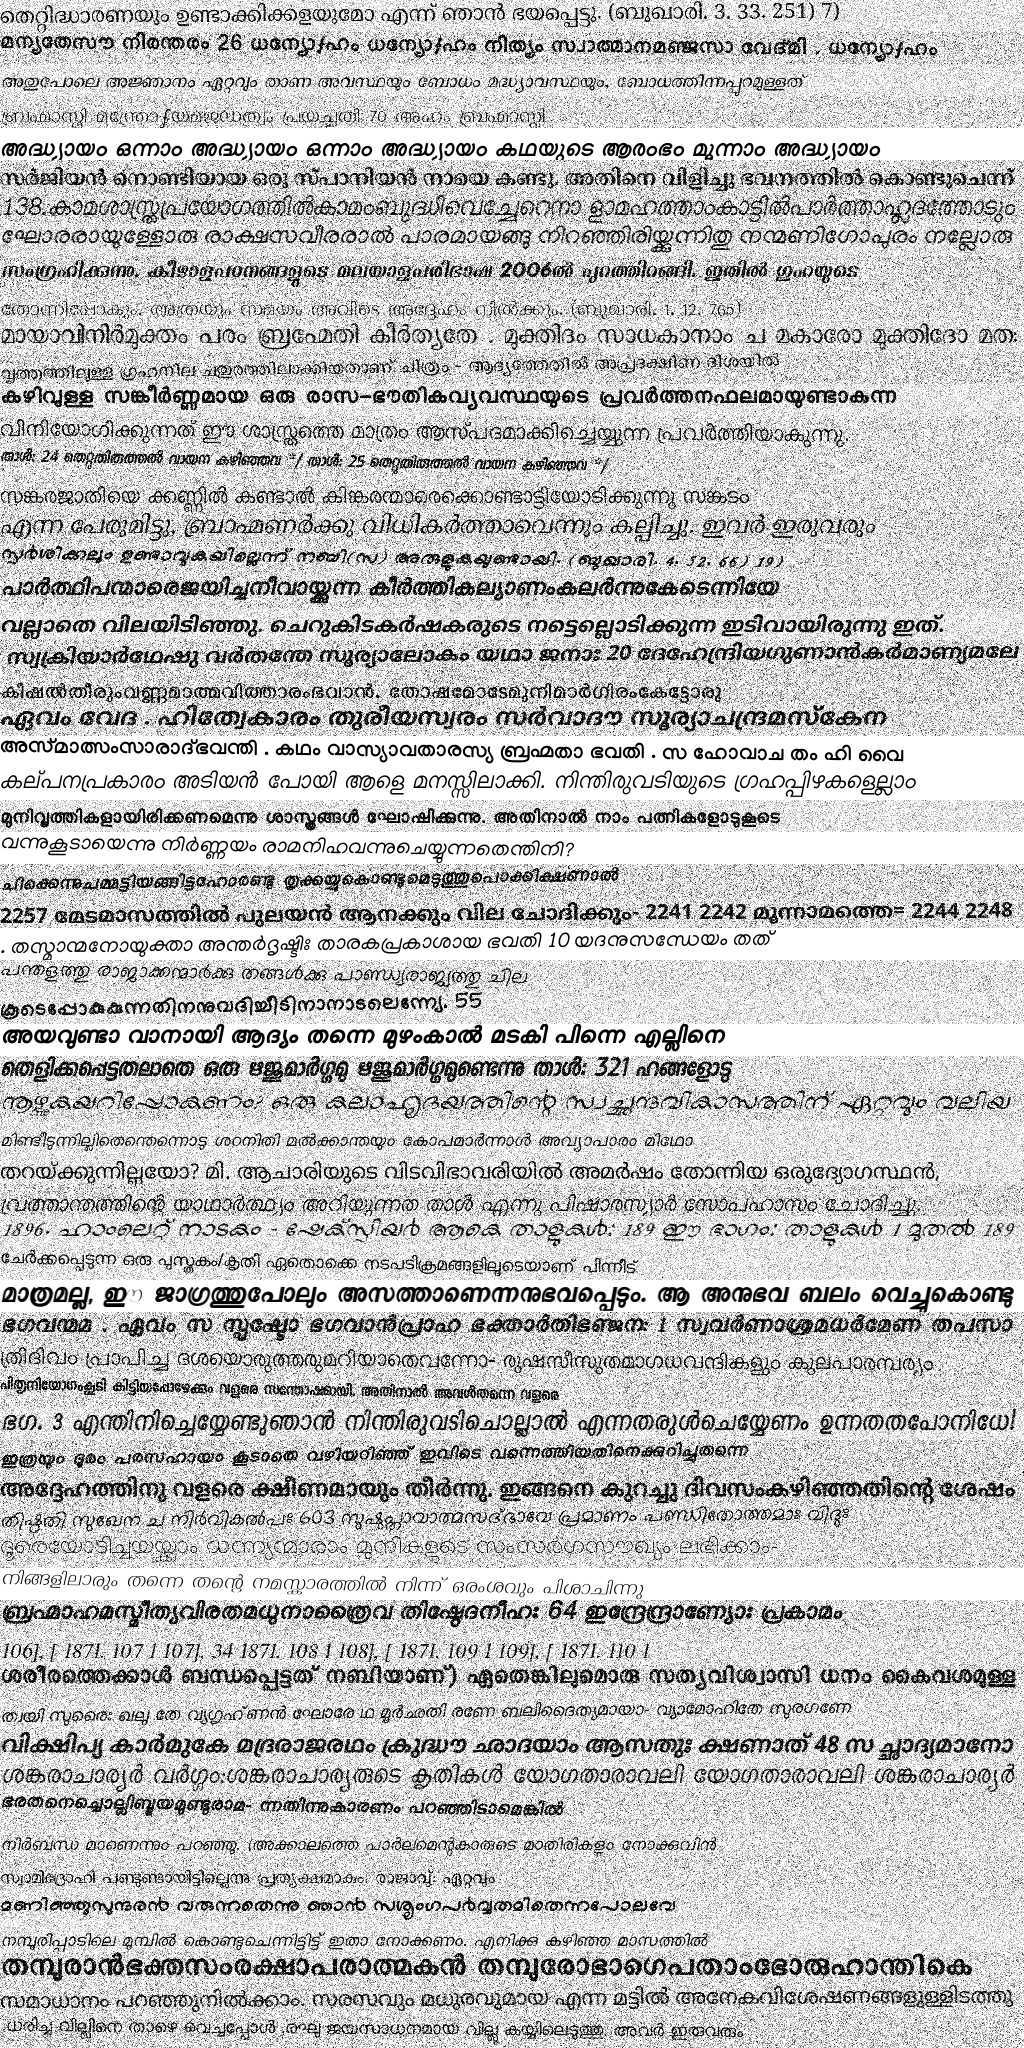 തെറ്റിദ്ധാരണയും ഉണ്ടാക്കിക്കളയുമോ എന്ന് ഞാൻ ഭയപ്പെട്ടു. (ബുഖാരി. 3. 33. 251) 7)
മന്യതേസൗ നിരന്തരം 26 ധന്യോƒഹം ധന്യോƒഹം നിത്യം സ്വാത്മാനമഞ്ജസാ വേദ്മി . ധന്യോƒഹം
അതുപോലെ അജ്ഞാനം ഏറ്റവും താണ അവസ്ഥയും ബോധം മദ്ധ്യാവസ്ഥയും, ബോധത്തിന്നപ്പുറമുള്ളത്
ബ്രഹ്മാസ്മി മന്ത്രോƒയമജഡത്വം പ്രയച്ഛതി 70 അഹം ബ്രഹ്മാസ്മി
അദ്ധ്യായം ഒന്നാം അദ്ധ്യായം ഒന്നാം അദ്ധ്യായം കഥയുടെ ആരംഭം മൂന്നാം അദ്ധ്യായം
സർജിയൻ നൊണ്ടിയായ ഒരു സ്പാനിയൻ നായെ കണ്ടു. അതിനെ വിളിച്ചു ഭവനത്തിൽ കൊണ്ടുചെന്ന്
138.കാമശാസ്ത്രപ്രയോഗത്തിൽകാമംബുദ്ധിവെച്ചേറെനാ ളാമഹത്താംകാട്ടിൽപാർത്താഹ്ലദത്തോടും
ഘോരരായുള്ളോരു രാക്ഷസവീരരാൽ പാരമായങ്ങു നിറഞ്ഞിരിയ്ക്കുന്നിതു നന്മണിഗോപുരം നല്ലോരു
സംഗ്രഹിക്കുന്നു. കീഴാളപഠനങ്ങളുടെ മലയാളപരിഭാഷ 2006ൽ പുറത്തിറങ്ങി. ഇതിൽ ഗുഹയുടെ
തോന്നിപ്പോകും. അത്രയും സമയം അവിടെ അദ്ദേഹം നിൽക്കും. (ബുഖാരി. 1. 12. 760)
മായാവിനിർമുക്തം പരം ബ്രഹ്മേതി കീർത്യതേ . മുക്തിദം സാധകാനാം ച മകാരോ മുക്തിദോ മതഃ
വൃത്തത്തിലുള്ള ഗ്രഹനില ചതുരത്തിലാക്കിയതാണ് ചിത്രം - ആദ്യത്തേതിൽ അപ്രദക്ഷിണ ദിശയിൽ
കഴിവുള്ള സങ്കീർണ്ണമായ ഒരു രാസ–ഭൗതികവ്യവസ്ഥയുടെ പ്രവർത്തനഫലമായുണ്ടാകുന്ന
വിനിയോഗിക്കുന്നത് ഈ ശാസ്ത്രത്തെ മാത്രം ആസ്പദമാക്കിച്ചെയ്യുന്ന പ്രവർത്തിയാകുന്നു.
താൾ: 24 തെറ്റുതിരുത്തൽ വായന കഴിഞ്ഞവ "/ താൾ: 25 തെറ്റുതിരുത്തൽ വായന കഴിഞ്ഞവ "/
സങ്കരജാതിയെ ക്കണ്ണിൽ കണ്ടാൽ കിങ്കരന്മാരെക്കൊണ്ടാട്ടിയോടിക്കുന്നൂ സങ്കടം
എന്ന പേരുമിട്ടു, ബ്രാഹ്മണർക്കു വിധികർത്താവെന്നും കല്പിച്ചു. ഇവർ ഇരുവരും
സ്പർശിക്കലും ഉണ്ടാവുകയില്ലെന്ന് നബി(സ) അരുളുകയുണ്ടായി. (ബുഖാരി. 4. 52. 66) 19)
പാർത്ഥിപന്മാരെജയിച്ചനീവായ്ക്കുന്ന കീർത്തികല്യാണംകലർന്നുകേടെന്നിയേ
വല്ലാതെ വിലയിടിഞ്ഞു. ചെറുകിടകർഷകരുടെ നട്ടെല്ലൊടിക്കുന്ന ഇടിവായിരുന്നു ഇത്.
സ്വക്രിയാർഥേഷു വർതന്തേ സൂര്യാലോകം യഥാ ജനാഃ 20 ദേഹേന്ദ്രിയഗുണാൻകർമാണ്യമലേ
കീഷൽതീരുംവണ്ണമാത്മവിത്താരംഭവാൻ. തോഷമോടേമുനിമാർഗിരംകേട്ടോരു
ഏവം വേദ . ഹിത്വേകാരം തുരീയസ്വരം സർവാദൗ സൂര്യാചന്ദ്രമസ്കേന
അസ്മാത്സംസാരാദ്ഭവന്തി . കഥം വാസ്യാവതാരസ്യ ബ്രഹ്മതാ ഭവതി . സ ഹോവാച തം ഹി വൈ
കല്പനപ്രകാരം അടിയൻ പോയി ആളെ മനസ്സിലാക്കി. നിന്തിരുവടിയുടെ ഗ്രഹപ്പിഴകളെല്ലാം
മുനിവൃത്തികളായിരിക്കണമെന്നു ശാസ്ത്രങ്ങൾ ഘോഷിക്കുന്നു. അതിനാൽ നാം പത്നികളോടുകൂടെ
വന്നുകൂടായെന്നു നിർണ്ണയം രാമനിഹവന്നുചെയ്യുന്നതെന്തിനി?
ചിക്കെന്നുചമ്മട്ടിയങ്ങിട്ടഹോരണ്ടു തൃക്കയ്യുകൊണ്ടുമെടുത്തുപൊക്കിക്ഷണാൽ
2257 മേടമാസത്തിൽ പുലയൻ ആനക്കും വില ചോദിക്കും- 2241 2242 മൂന്നാമത്തെ= 2244 2248
. തസ്മാന്മനോയുക്താ അന്തർദൃഷ്ടിഃ താരകപ്രകാശായ ഭവതി 10 യദനുസന്ധേയം തത്
പന്തളത്തു രാജാക്കന്മാർക്കു തങ്ങൾക്കു പാണ്ഡ്യരാജ്യത്തു ചില
കൂടെപ്പോകുകുന്നതിനനുവദിച്ചീടിനാനാടലെന്ന്യേ. 55
അയവുണ്ടാ വാനായി ആദ്യം തന്നെ മുഴംകാൽ മടകി പിന്നെ എല്ലിനെ
തെളിക്കപ്പെട്ടതലാതെ ഒരു ഋജുമാർഗ്ഗമു ഋജുമാർഗ്ഗമുണ്ടെന്നു താൾ: 321 ഹങ്ങളോടു
നൂഴ്ന്നുകയറിപ്പോകണം? ഒരു കലാഹൃദയത്തിന്റെ സ്വച്ഛന്ദവികാസത്തിന് ഏറ്റവും വലിയ
മിണ്ടീടുന്നില്ലിതെന്തെന്നൊടു ശഠനിതി മൽക്കാന്തയും കോപമാർന്നാൾ അവ്യാപാരം മിഥോ
തറയ്ക്കുന്നില്ലയോ? മി. ആചാരിയുടെ വിടവിഭാവരിയിൽ അമർഷം തോന്നിയ ഒരുദ്യോഗസ്ഥൻ,
വൃത്താന്തത്തിന്റെ യാഥാർത്ഥ്യം അറിയുന്നത താൾ എന്നു പിഷാരസ്യാർ സോപഹാസം ചോദിച്ചു.
1896. ഹാംലെറ്റ് നാടകം - ഷേക്സ്പിയർ ആകെ താളുകൾ: 189 ഈ ഭാഗം: താളുകൾ 1 മുതൽ 189
ചേർക്കപ്പെടുന്ന ഒരു പുസ്തകം/കൃതി ഏതൊക്കെ നടപടിക്രമങ്ങളിലൂടെയാണ് പിന്നീട്
മാത്രമല്ല, ഇ ജാഗ്രത്തുപോലും അസത്താണെന്നനുഭവപ്പെടും. ആ അനുഭവ ബലം വെച്ചുകൊണ്ടു
ഭഗവന്മമ . ഏവം സ സ്പൃഷ്ടോ ഭഗവാൻപ്രാഹ ഭക്താർതിഭഞ്ജനഃ 1 സ്വവർണാശ്രമധർമേണ തപസാ
ത്രിദിവം പ്രാപിച്ച ദശയൊരുത്തരുമറിയാതെവന്നോ- രുഷസീസൂതമാഗധവന്ദികളും കുലപാരമ്പര്യം
പിതൃനിയോഗംകൂടി കിട്ടിയപ്പോഴേക്കും വളരെ സന്തോഷമായി. അതിനാൽ അവൾതന്നെ വളരെ
ഭഗ. 3 എന്തിനിച്ചെയ്യേണ്ടുഞാൻ നിന്തിരുവടിചൊല്ലാൽ എന്നതരുൾചെയ്യേണം ഉന്നതതപോനിധേ!
ഇത്രയും ദൂരം പരസഹായം കൂടാതെ വഴിയറിഞ്ഞ് ഇവിടെ വന്നെത്തിയതിനെക്കുറിച്ചുതന്നെ
അദ്ദേഹത്തിനു വളരെ ക്ഷീണമായും തീർന്നു. ഇങ്ങനെ കുറച്ചു ദിവസംകഴിഞ്ഞതിന്റെ ശേഷം
തിഷ്ഠതി സുഖേന ച നിർവികൽപഃ 603 സുഷുപ്ത്യാവാത്മസദ്ഭാവേ പ്രമാണം പണ്ഡിതോത്തമാഃ വിദുഃ
ദൂരെയോടിച്ചയയ്ക്കാം ധന്ന്യന്മാരാം മുനികളുടെ സംസർഗസൗഖ്യം ലഭിക്കാം-
നിങ്ങളിലാരും തന്നെ തന്റെ നമസ്കാരത്തിൽ നിന്ന് ഒരംശവും പിശാചിന്നു
ബ്രഹ്മാഹമസ്മീത്യവിരതമധുനാത്രൈവ തിഷ്ഠേദനീഹഃ 64 ഇന്ദ്രേന്ദ്രാണ്യോഃ പ്രകാമം
106], [ 1871. 107 1 107], 34 1871. 108 1 108], [ 1871. 109 1 109], [ 1871. 110 1
ശരീരത്തെക്കാൾ ബന്ധപ്പെട്ടത് നബിയാണ്) ഏതെങ്കിലുമൊരു സത്യവിശ്വാസി ധനം കൈവശമുള്ള
ത്വയി സുരൈഃ ഖലു തേ വ്യഗൃഹ്ണൻ ഘോരേ ഥ മൂർഛതി രണേ ബലിദൈത്യമായാ- വ്യാമോഹിതേ സുരഗണേ
വിക്ഷിപ്യ കാർമുകേ മദ്രരാജരഥം ക്രുദ്ധൗ ഛാദയാം ആസതുഃ ക്ഷണാത് 48 സ ച്ഛാദ്യമാനോ
ശങ്കരാചാര്യർ വർഗ്ഗം:ശങ്കരാചാര്യരുടെ കൃതികൾ യോഗതാരാവലി യോഗതാരാവലി ശങ്കരാചാര്യർ
ഭരതനെച്ചൊല്ലിബ്ഭയമുണ്ടുരാമ- ന്നതിന്നുകാരണം പറഞ്ഞിടാമെങ്കിൽ
നിർബന്ധ മാണെന്നും പറഞ്ഞു. (അക്കാലത്തെ പാർലമെന്റുകാരുടെ മാതിരികളും നോക്കുവിൻ
സ്വാമിദ്രോഹി പണ്ടുണ്ടായിട്ടില്ലെന്നു പ്രത്യക്ഷമാകും. രാജാവ്: ഏറ്റവും
മണിഞ്ഞുസുന്ദരൻ വരുന്നതെന്നു ഞാൻ സശൃംഗപർവ്വതമിതെന്നപോലവേ
നമ്പൂരിപ്പാടിലെ മുമ്പിൽ കൊണ്ടുചെന്നിട്ടിട്ട് ഇതാ നോക്കണം. എനിക്കു കഴിഞ്ഞ മാസത്തിൽ
തമ്പുരാൻഭക്തസംരക്ഷാപരാത്മകൻ തമ്പുരോഭാഗെപതാംഭോരുഹാന്തികെ
സമാധാനം പറഞ്ഞുനിൽക്കാം. സരസവും മധുരവുമായ എന്ന മട്ടിൽ അനേകവിശേഷണങ്ങളുള്ളിടത്തു
ധരിച്ച വില്ലിനെ താഴെ വെച്ചപ്പോൾ ,രഘു ജയസാധനമായ വില്ലു കയ്യിലെടുത്തു. അവർ ഇരുവരും